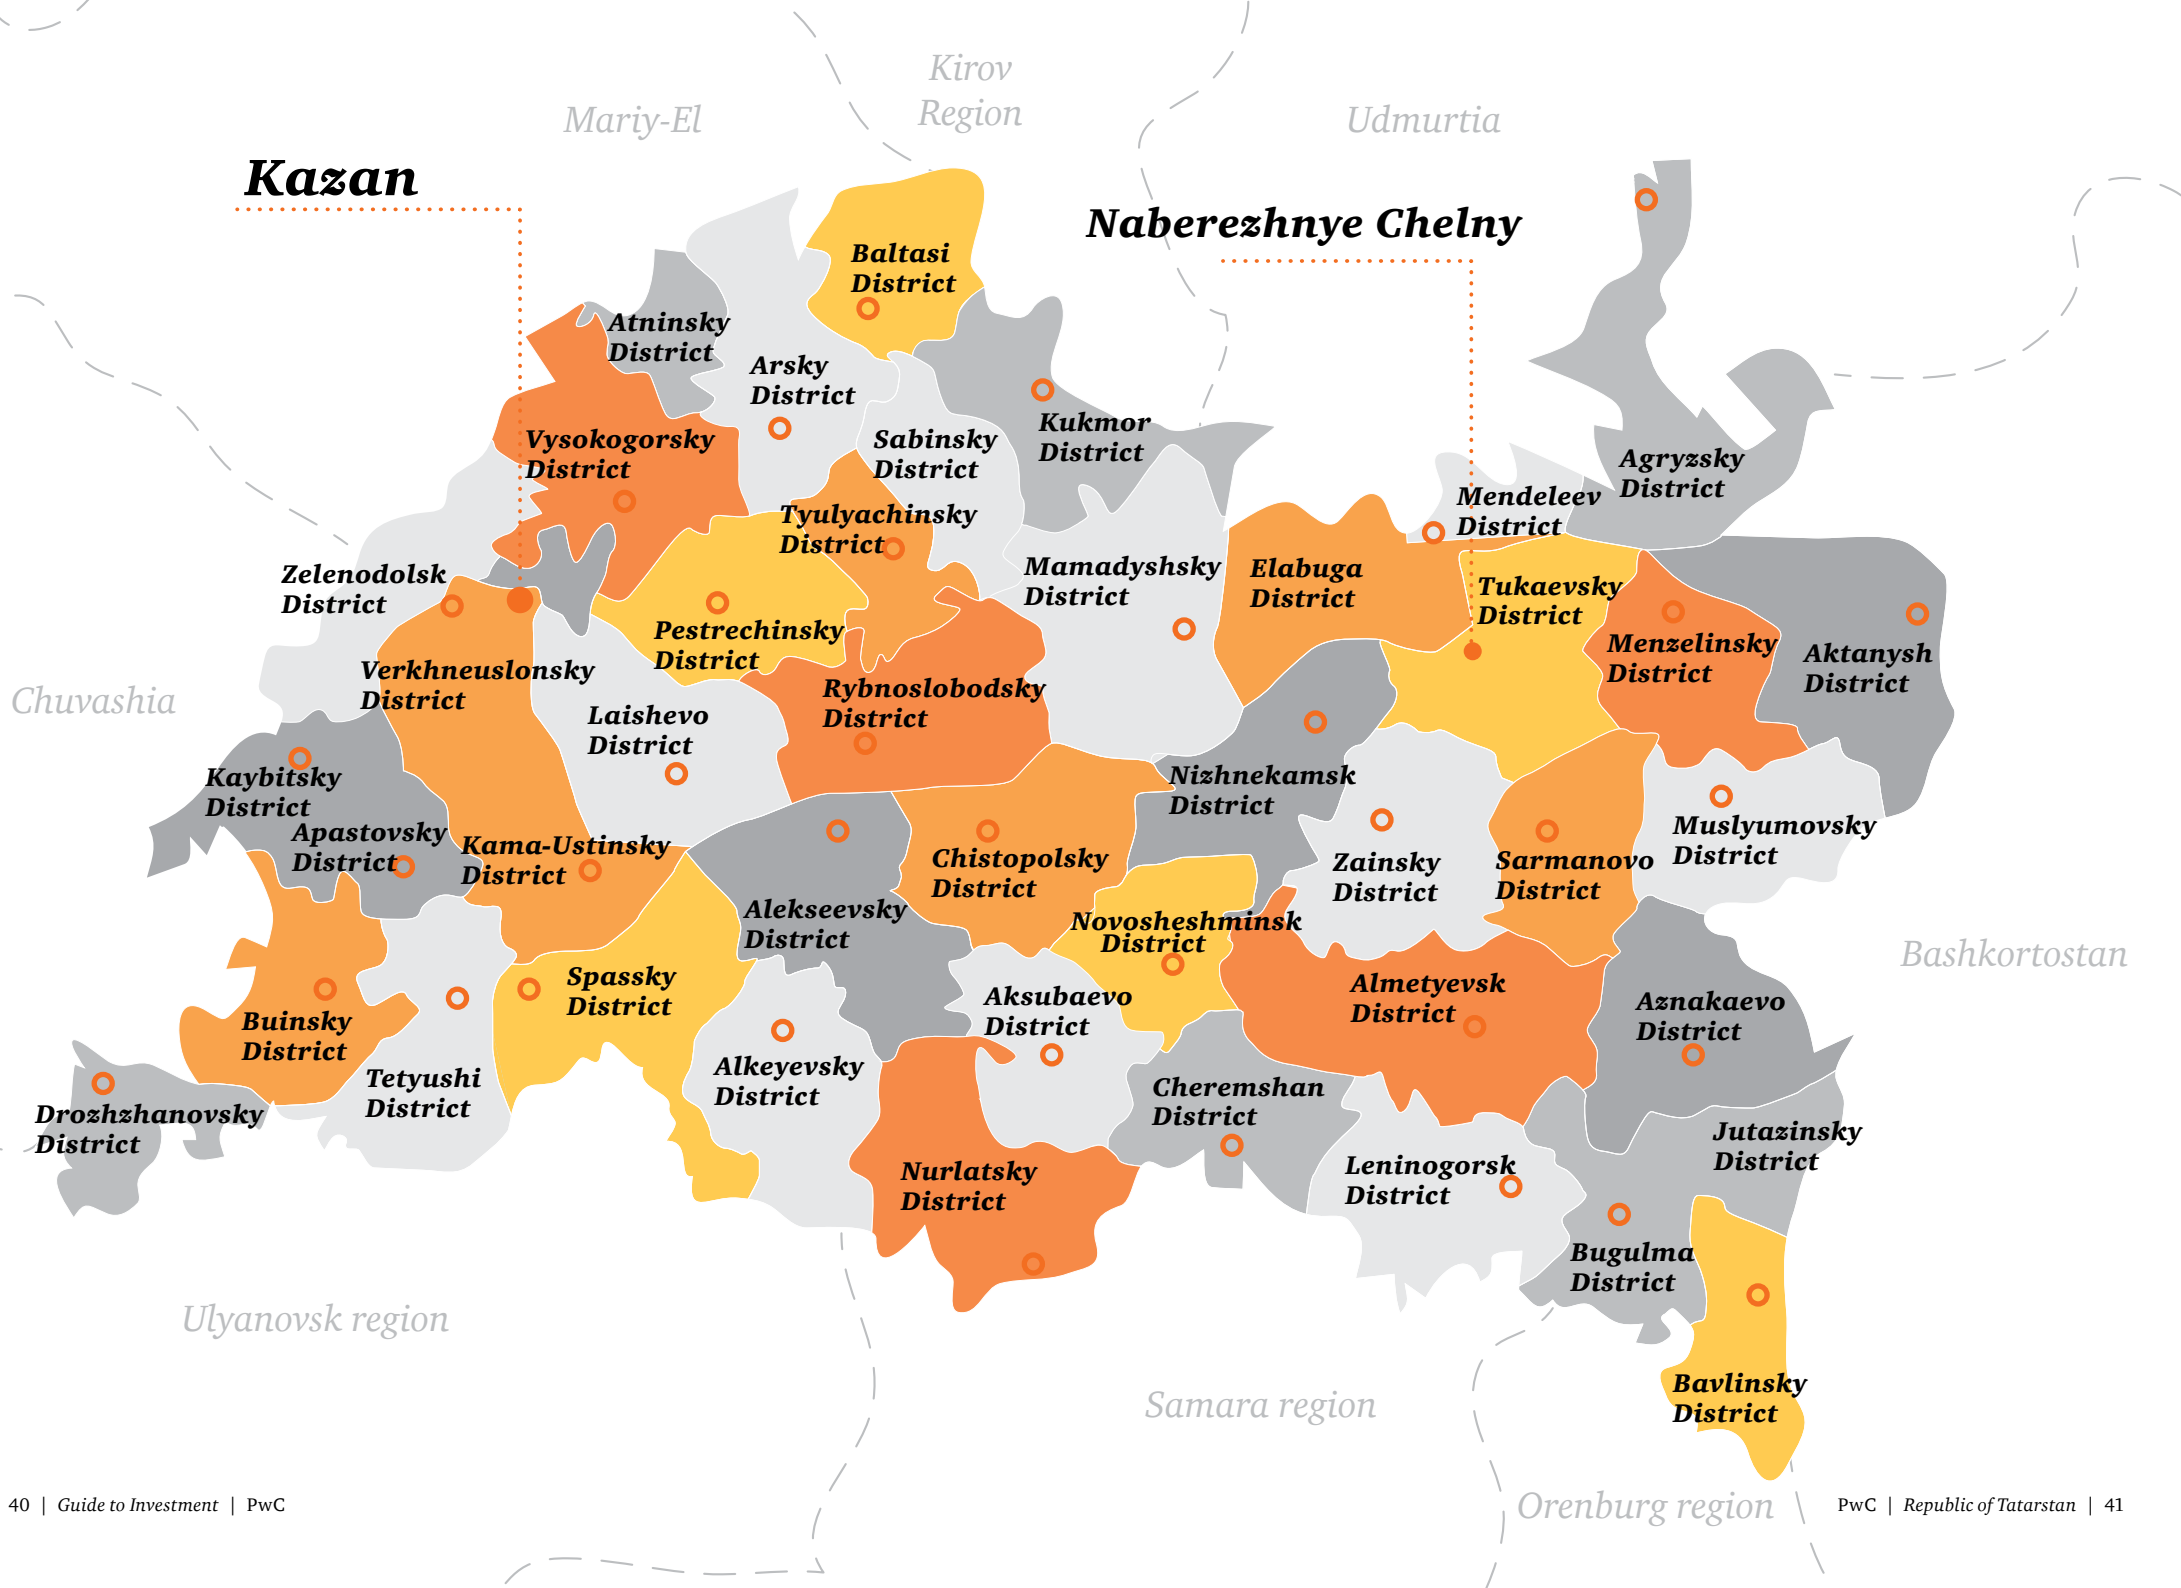 Kirov
Region
Mariy-El
Udmurtia
Kazan
Naberezhnye Chelny
Baltasi
District
Atninsky
District
Arsky
District
Kukmor
District
Vysokogorsky
District
Sabinsky
District
Agryzsky
District
Mendeleev
District
Tyulyachinsky
District
Zelenodolsk
District
Mamadyshsky
District
Elabuga
District
Tukaevsky
District
Pestrechinsky
District
Menzelinsky
District
Aktanysh
District
Verkhneuslonsky
District
Chuvashia
Rybnoslobodsky
District
Laishevo
District
Kaybitsky
District
Nizhnekamsk
District
Apastovsky
District
Kama-Ustinsky
District
Chistopolsky
District
Zainsky
District
Sarmanovo
District
Muslyumovsky
District
Alekseevsky
District
Novosheshminsk
District
Bashkortostan
Spassky
District
Aksubaevo
District
Almetyevsk
District
Aznakaevo
District
Buinsky
District
Tetyushi
District
Alkeyevsky
District
Cheremshan
District
Drozhzhanovsky
District
Jutazinsky
District
Nurlatsky
District
Leninogorsk
District
Bugulma
District
Ulyanovsk region
Samara region
Bavlinsky
District
Orenburg region
40 | Guide to Investment | PwC
PwC | Republic of Tatarstan | 41